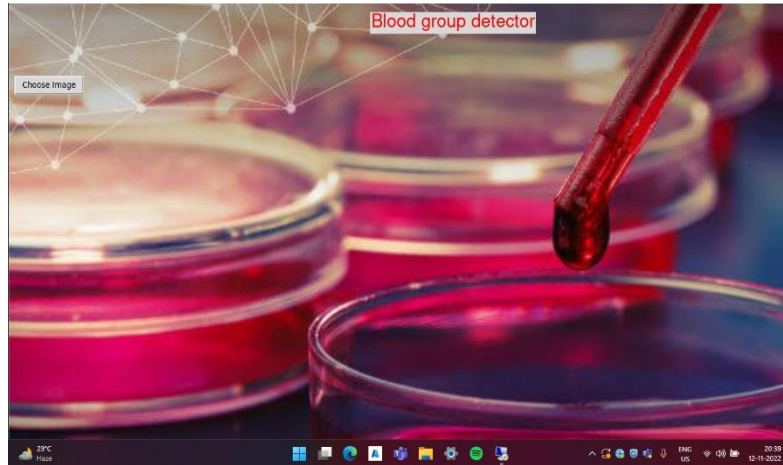 Blood group detector
Choose Image
23°C
Haze
ENG
US
20:39
12-11-2022